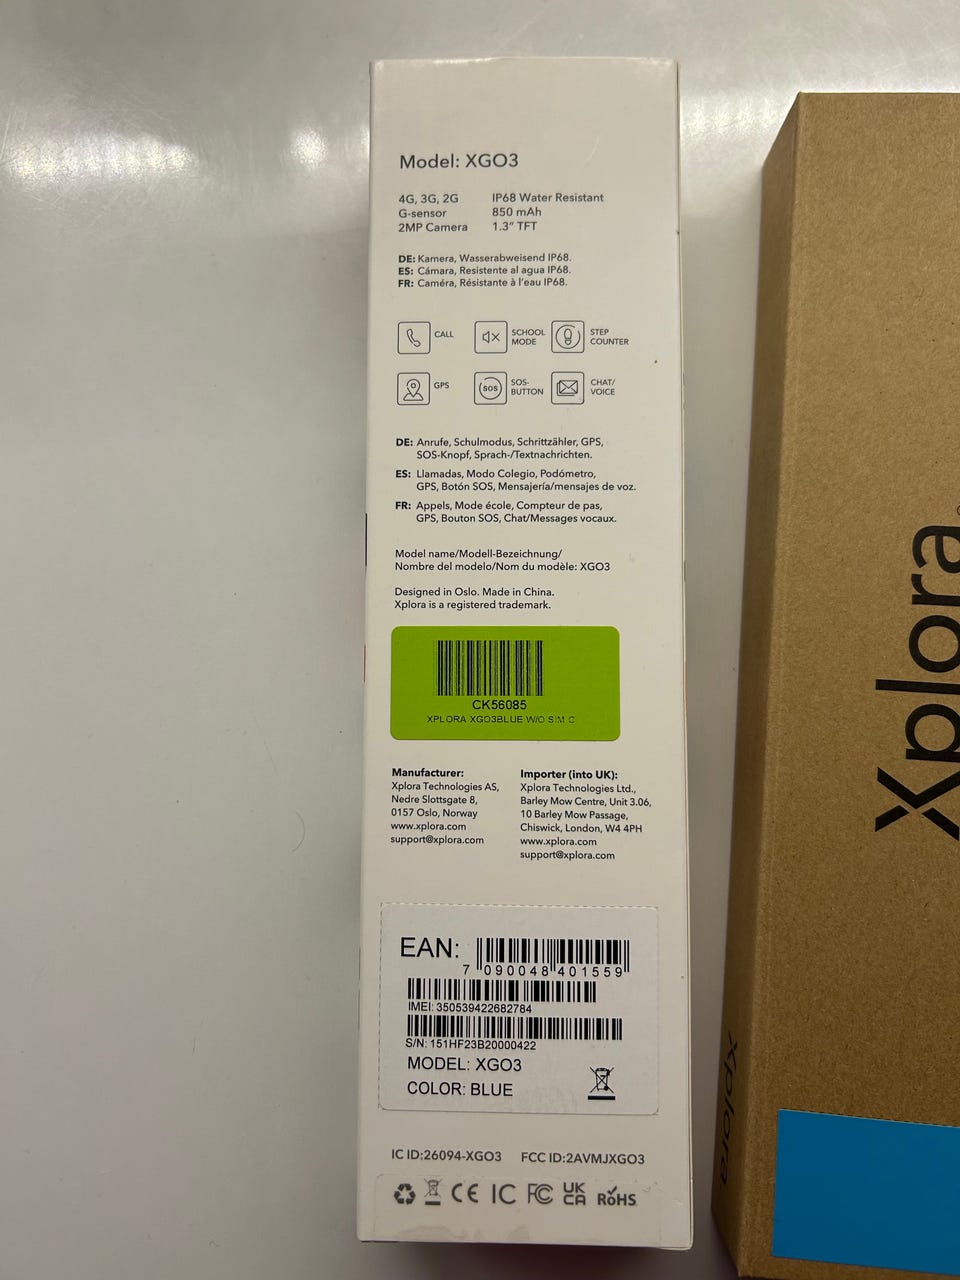 Model: XGO3
4G, 3G, 2G IP68 Water Resistant
G-sensor 850 mAh
2MP Camera 1.3" TFT
DE: Kamera, Wasserabweisend IP68.
ES: Cámara, Resistente al agua IP68.
FR: Caméra, Résistante à l'eau IP68.
CALL
SCHOOL
MODE
STEP
COUNTER
GPS
SOS
SOS-
BUTTON
CHAT/
VOICE
DE: Anrufe, Schulmodus, Schrittzähler, GPS,
SOS-Knopf, Sprach-/Textnachrichten.
ES: Llamadas, Modo Colegio, Podómetro,
GPS, Botón SOS, Mensajería/mensajes de voz.
FR: Appels, Mode école, Compteur de pas,
GPS, Bouton SOS, Chat/Messages vocaux.
Model name/Modell-Bezeichnung/
Nombre del modelo/Nom du modèle: XGO3
Designed in Oslo. Made in China.
Xplora is a registered trademark.
CK56085
XPLORA XGO3BLUE W/O SIM C
Manufacturer:
Xplora Technologies AS,
Nedre Slottsgate 8,
0157 Oslo, Norway
www.xplora.com
support@xplora.com
Importer (into UK):
Xplora Technologies Ltd.,
Barley Mow Centre, Unit 3.06,
10 Barley Mow Passage,
Chiswick, London, W4 4PH
www.xplora.com
support@xplora.com
EAN:
7 090048 401559
IMEI: 350539422682784
S/N: 151HF23B20000422
MODEL: XGO3
COLOR: BLUE
IC ID:26094-XGO3 FCC ID:2AVMJXGO3
CE IC FC UK
CA RoHS
Xplora
Xplora